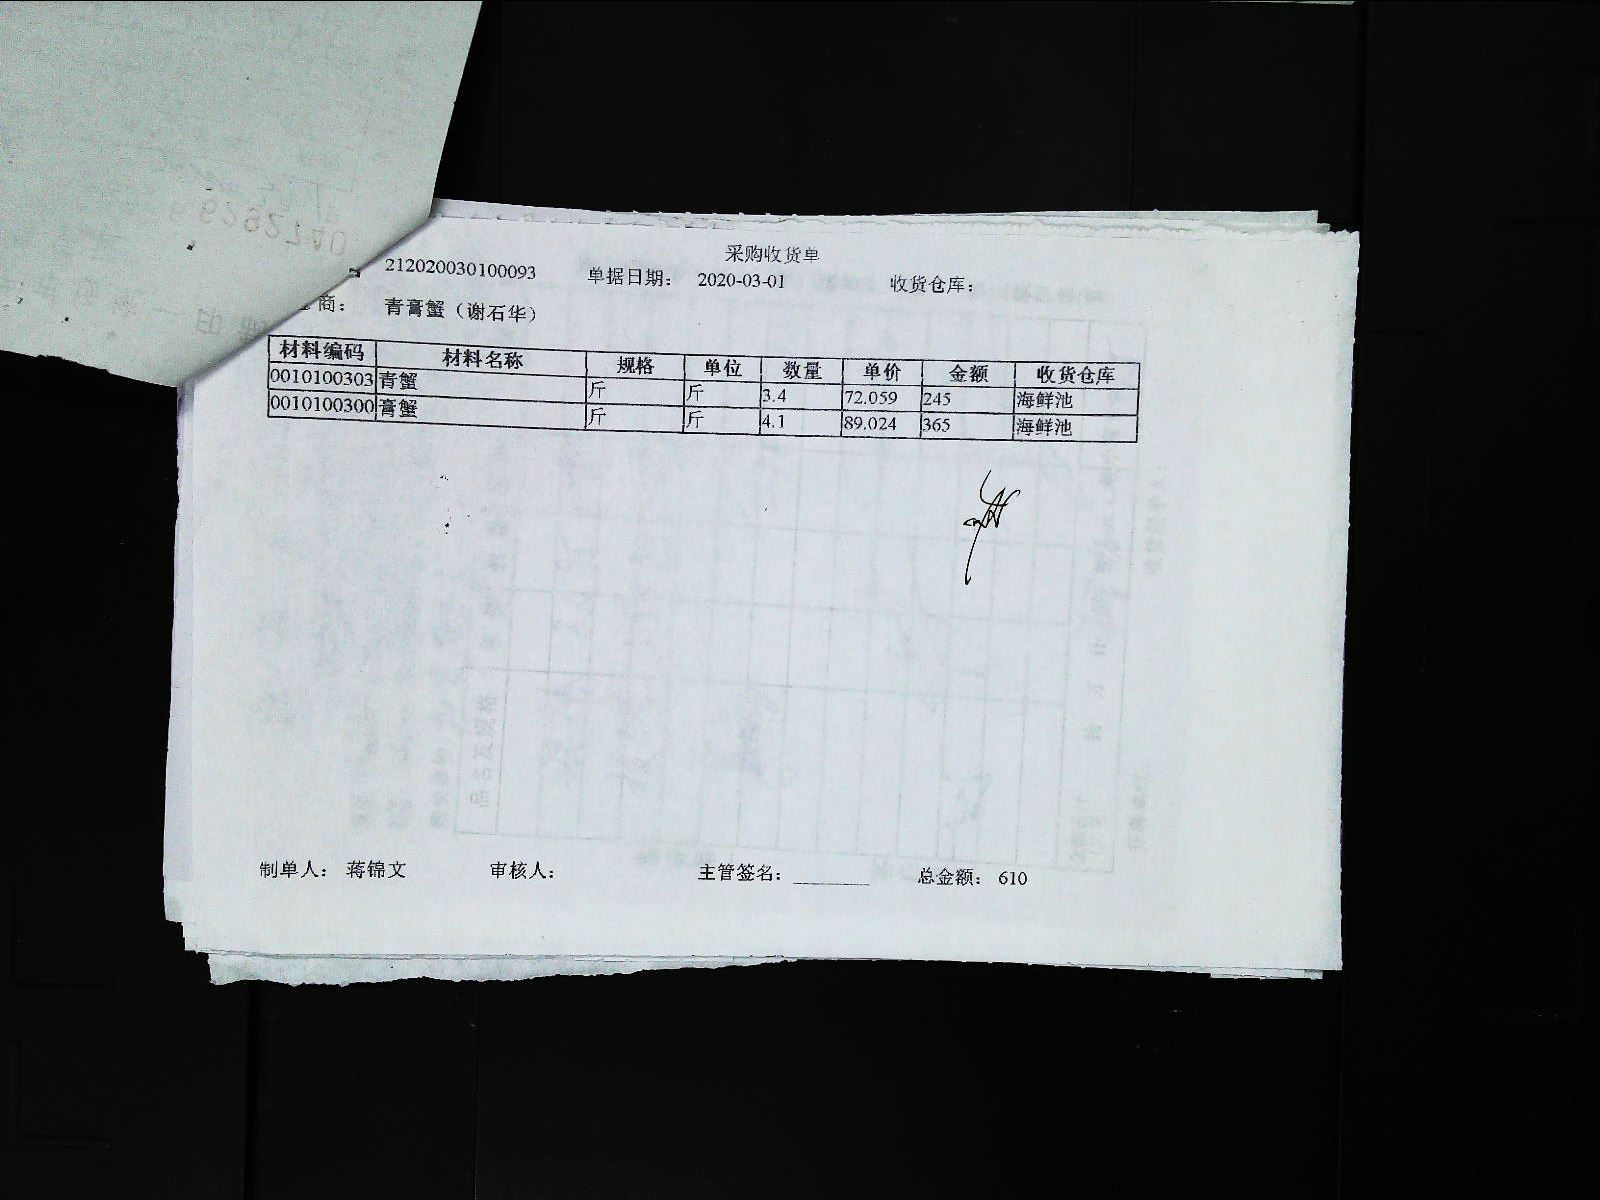 采购收货单
212020030100093 单据日期： 2020-03-01 收货仓库：
商： 青膏蟹（谢石华）
材料编码 材料名称 规格 单位 数量 单价 金额 收货仓库
0010100303 青蟹 斤 斤 3.4 72.059 245 海鲜池
0010100300 膏蟹 斤 斤 4.1 89.024 365 海鲜池
制单人： 蒋锦文 审核人： 主管签名：________ 总金额： 610